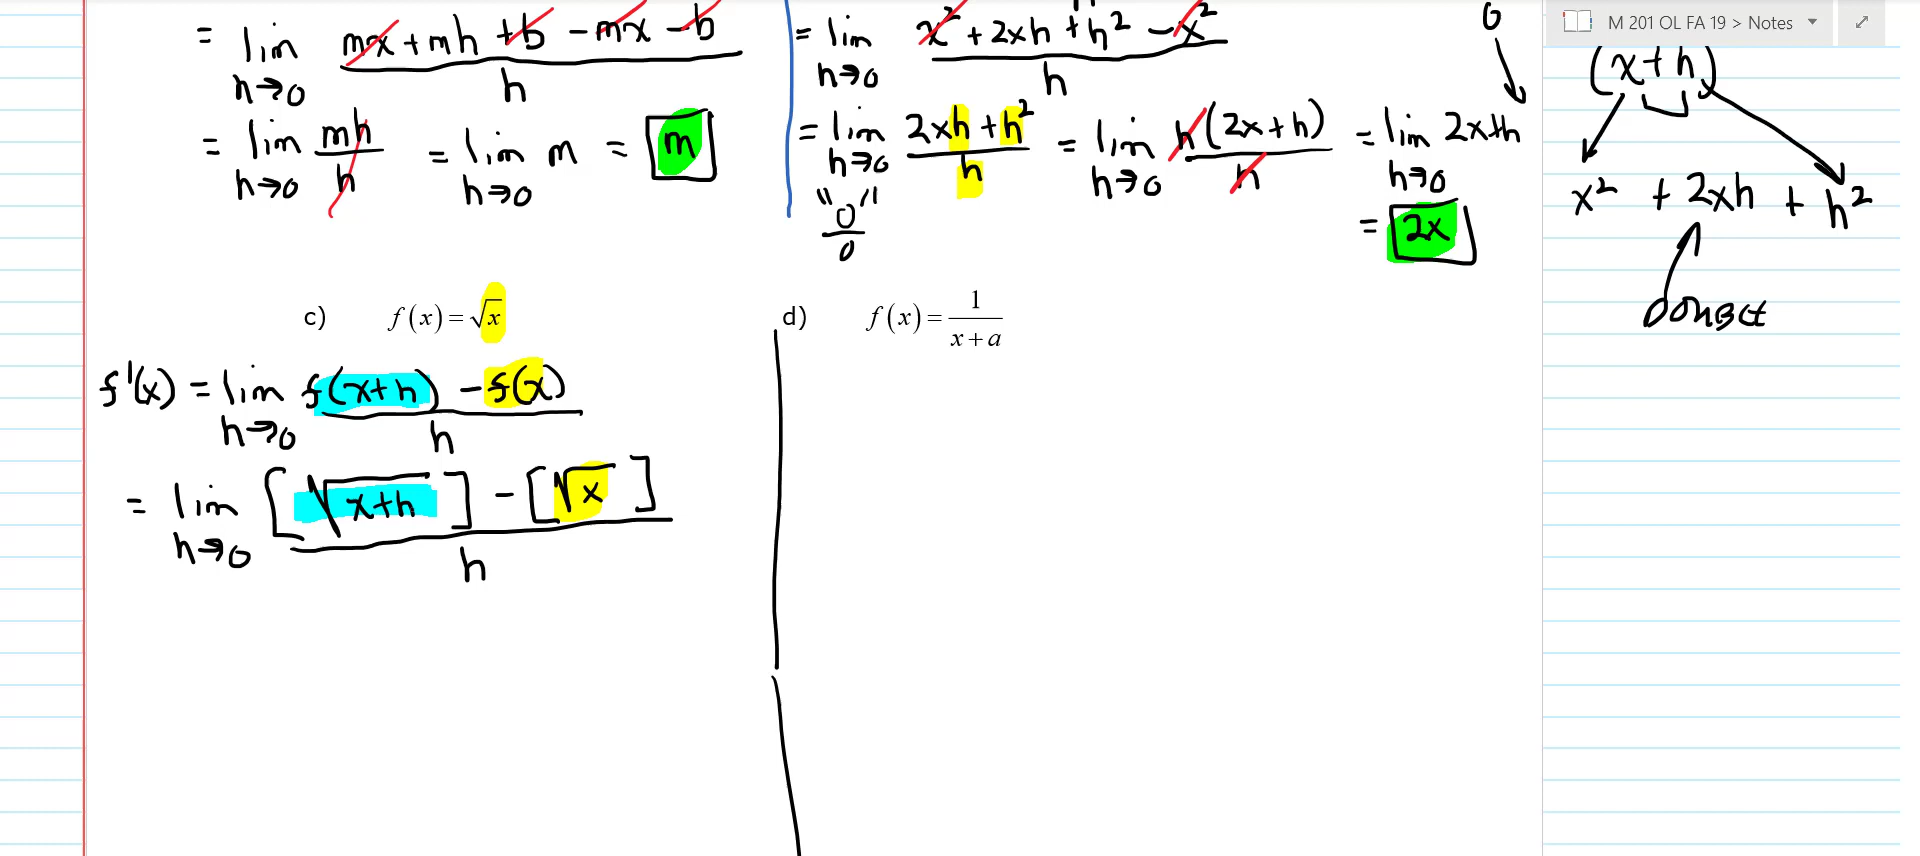 = lim h→0 (mx + mh + b − mx − b) / h
= lim h→0 mh / h = lim h→0 m = m
= lim h→0 (x² + 2xh + h² − x²) / h
= lim h→0 (2xh + h²) / h = lim h→0 h(2x+h) / h = lim h→0 2x+h
"0/0"
0
= 2x
c) f(x) = √x
f'(x) = lim h→0 (f(x+h) − f(x)) / h
= lim h→0 ([√(x+h)] − [√x]) / h
d) f(x) = 1 / (x + a)
M 201 OL FA 19 > Notes
(x+h)
x² + 2xh + h²